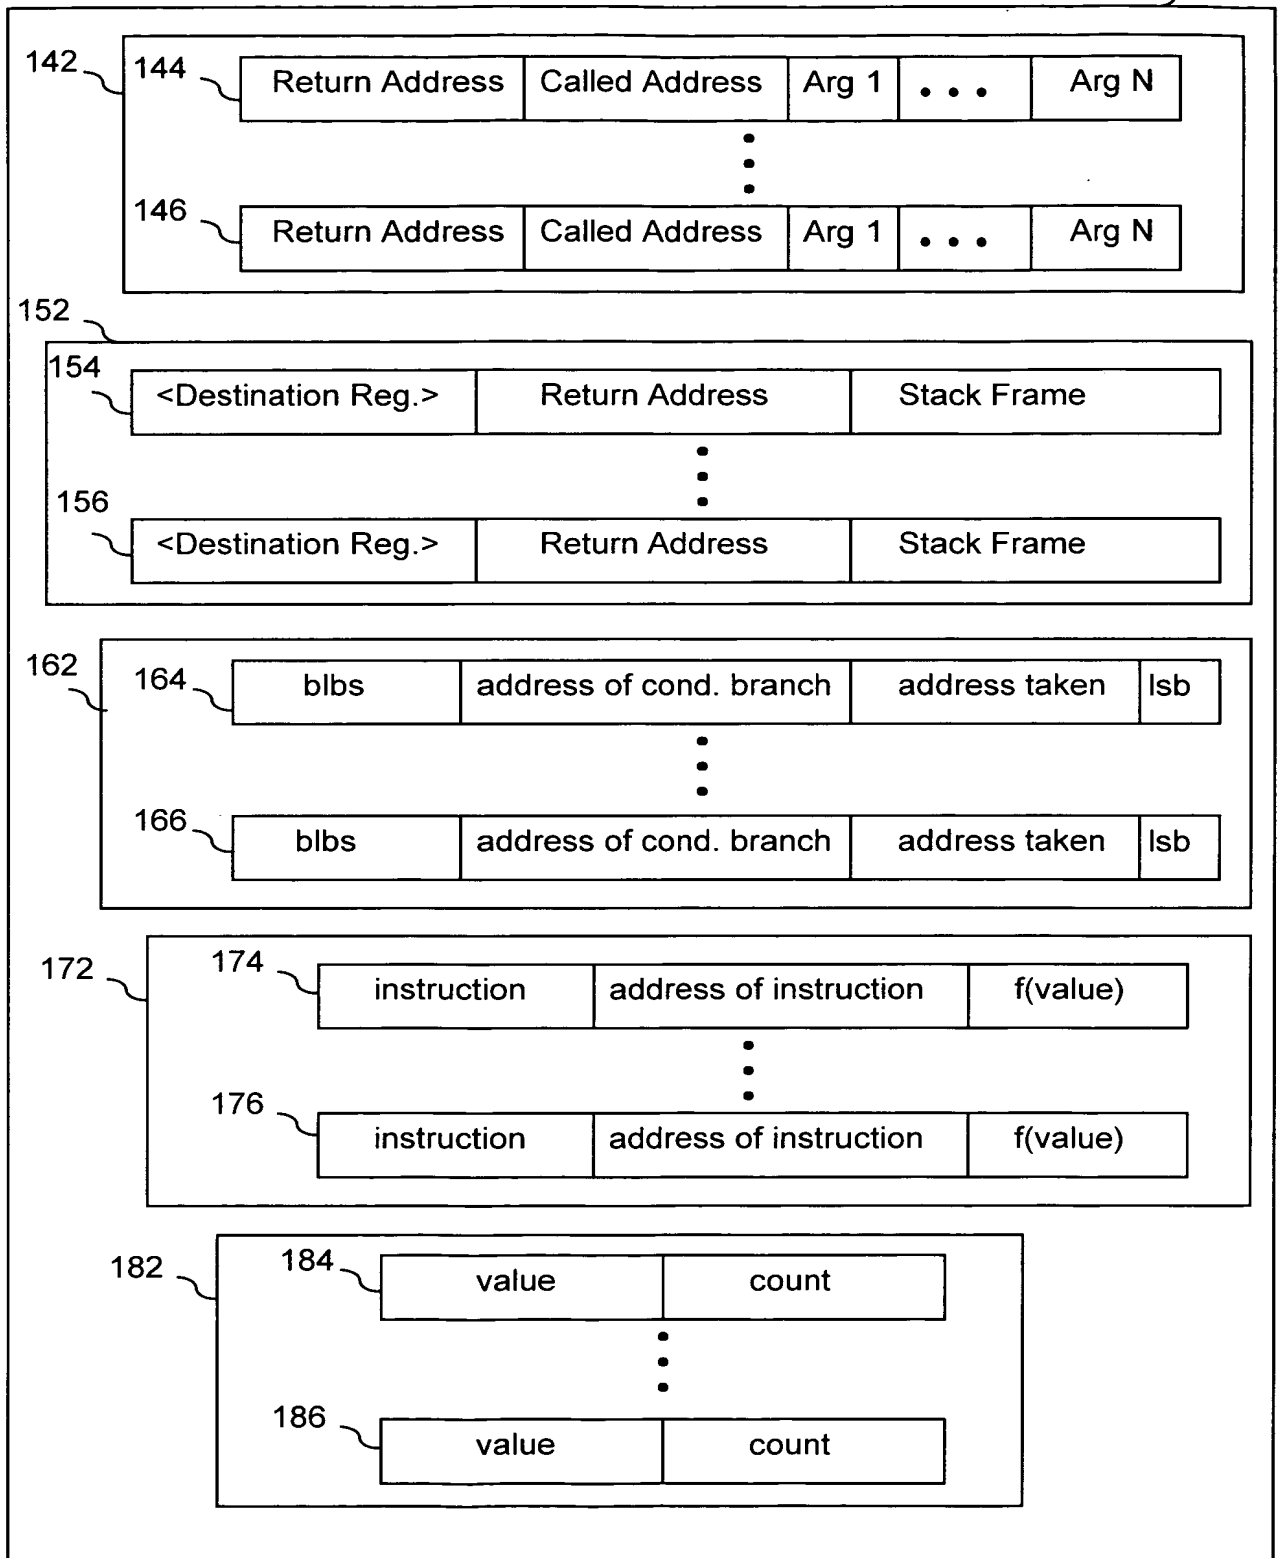 142 144 Return Address Called Address Arg 1 • • • Arg N
146 Return Address Called Address Arg 1 • • • Arg N
152
154 <Destination Reg.> Return Address Stack Frame
156 <Destination Reg.> Return Address Stack Frame
162 164 blbs address of cond. branch address taken lsb
166 blbs address of cond. branch address taken lsb
172 174 instruction address of instruction f(value)
176 instruction address of instruction f(value)
182 184 value count
186 value count